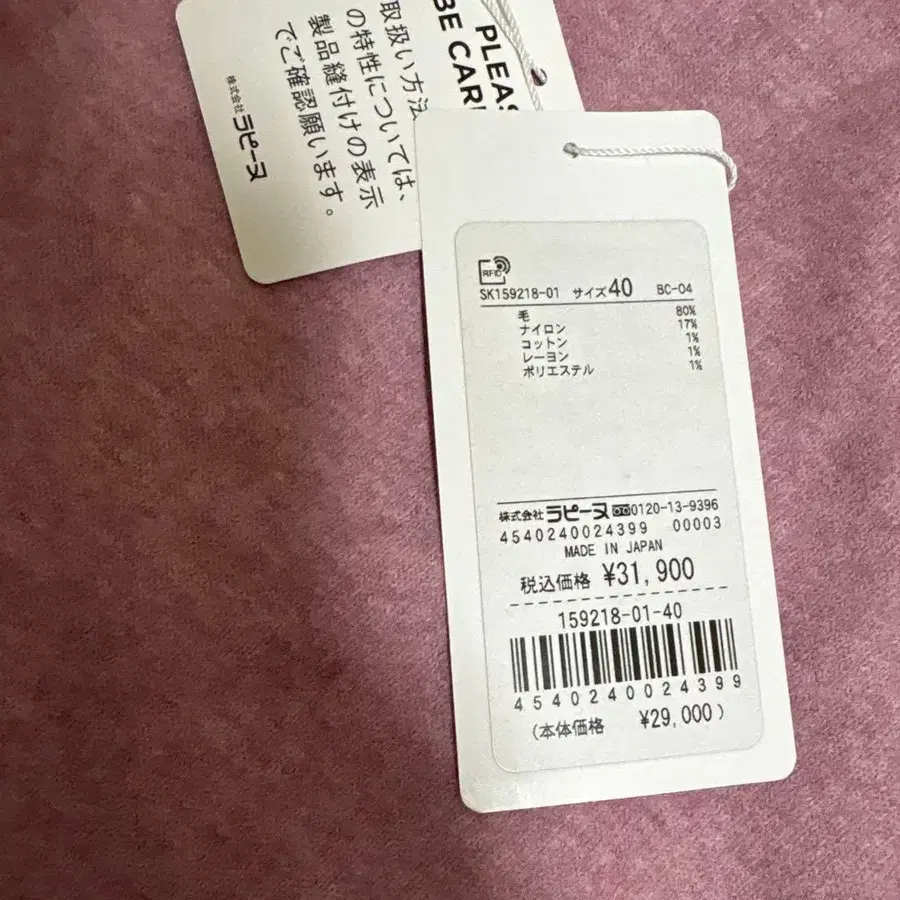 PLEAS
BE CAR
取扱い方法
の特性については、
製品縫付けの表示
でご確認願います。
株式会社 ラピーヌ
RFID
SK159218-01 サイズ40 BC-04
毛 80%
ナイロン 17%
コットン 1%
レーヨン 1%
ポリエステル 1%
株式会社 ラピーヌ 0120-13-9396
4540240024399 00003
MADE IN JAPAN
税込価格 ¥31,900
159218-01-40
4540240024399
(本体価格 ¥29,000)